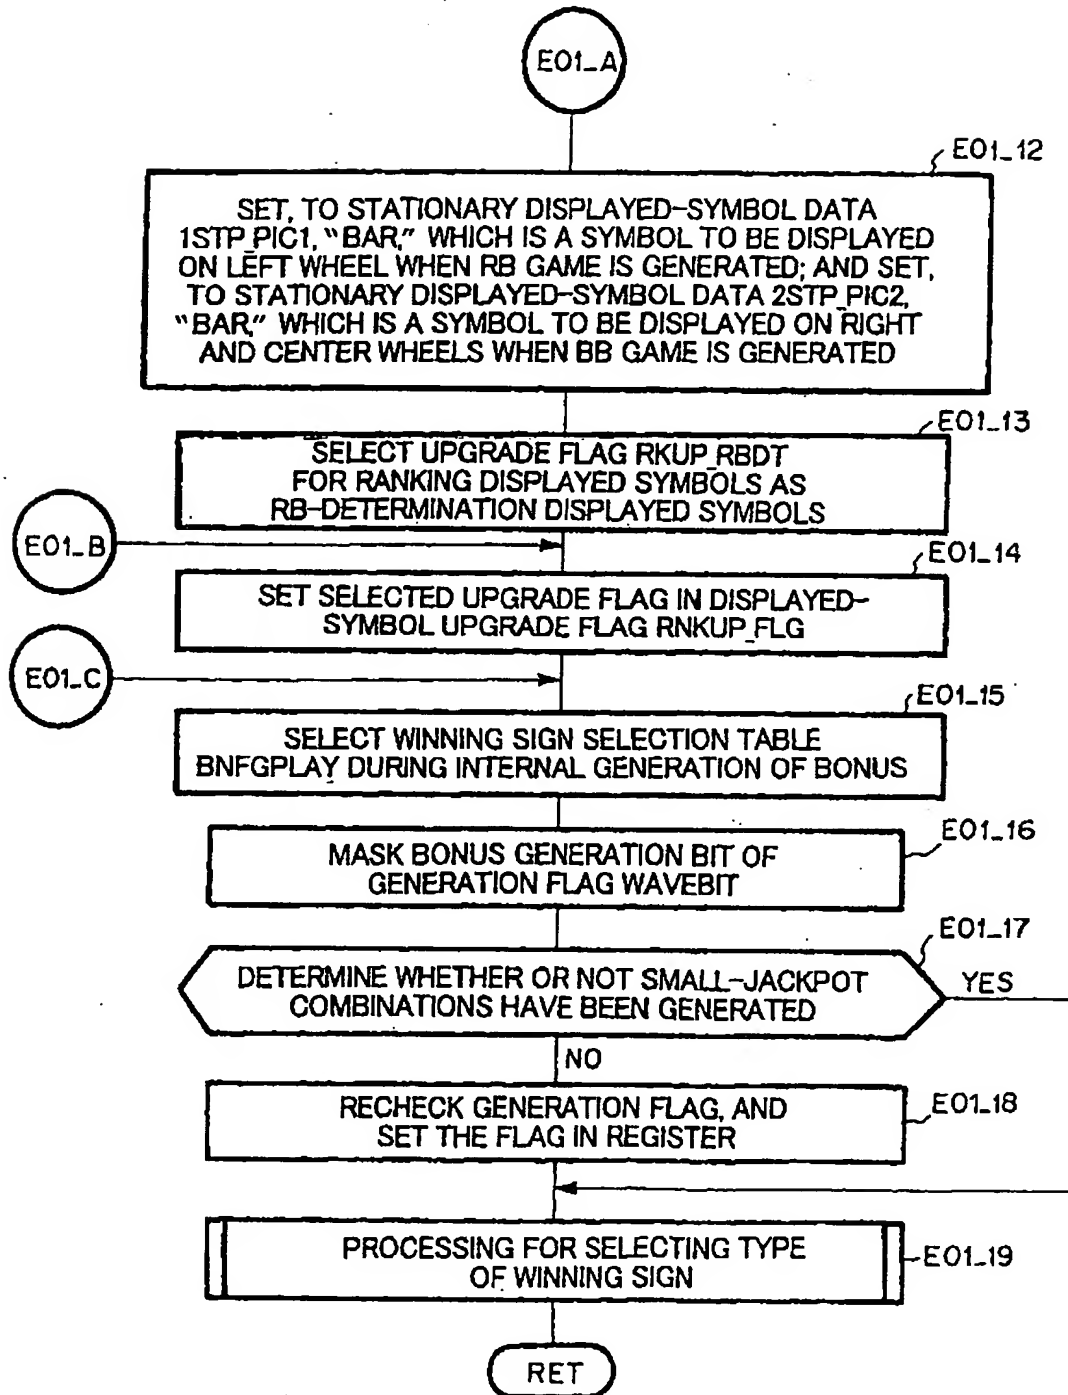 E01_A
E01_12
SET, TO STATIONARY DISPLAYED-SYMBOL DATA
1STP_PIC1, "BAR," WHICH IS A SYMBOL TO BE DISPLAYED
ON LEFT WHEEL WHEN RB GAME IS GENERATED; AND SET,
TO STATIONARY DISPLAYED-SYMBOL DATA 2STP_PIC2,
"BAR," WHICH IS A SYMBOL TO BE DISPLAYED ON RIGHT
AND CENTER WHEELS WHEN BB GAME IS GENERATED
E01_13
SELECT UPGRADE FLAG RKUP_RBDT
FOR RANKING DISPLAYED SYMBOLS AS
RB-DETERMINATION DISPLAYED SYMBOLS
E01_B
E01_14
SET SELECTED UPGRADE FLAG IN DISPLAYED-
SYMBOL UPGRADE FLAG RNKUP_FLG
E01_C
E01_15
SELECT WINNING SIGN SELECTION TABLE
BNFGPLAY DURING INTERNAL GENERATION OF BONUS
E01_16
MASK BONUS GENERATION BIT OF
GENERATION FLAG WAVEBIT
E01_17
DETERMINE WHETHER OR NOT SMALL-JACKPOT
COMBINATIONS HAVE BEEN GENERATED
YES
NO
E01_18
RECHECK GENERATION FLAG, AND
SET THE FLAG IN REGISTER
PROCESSING FOR SELECTING TYPE
OF WINNING SIGN
E01_19
RET